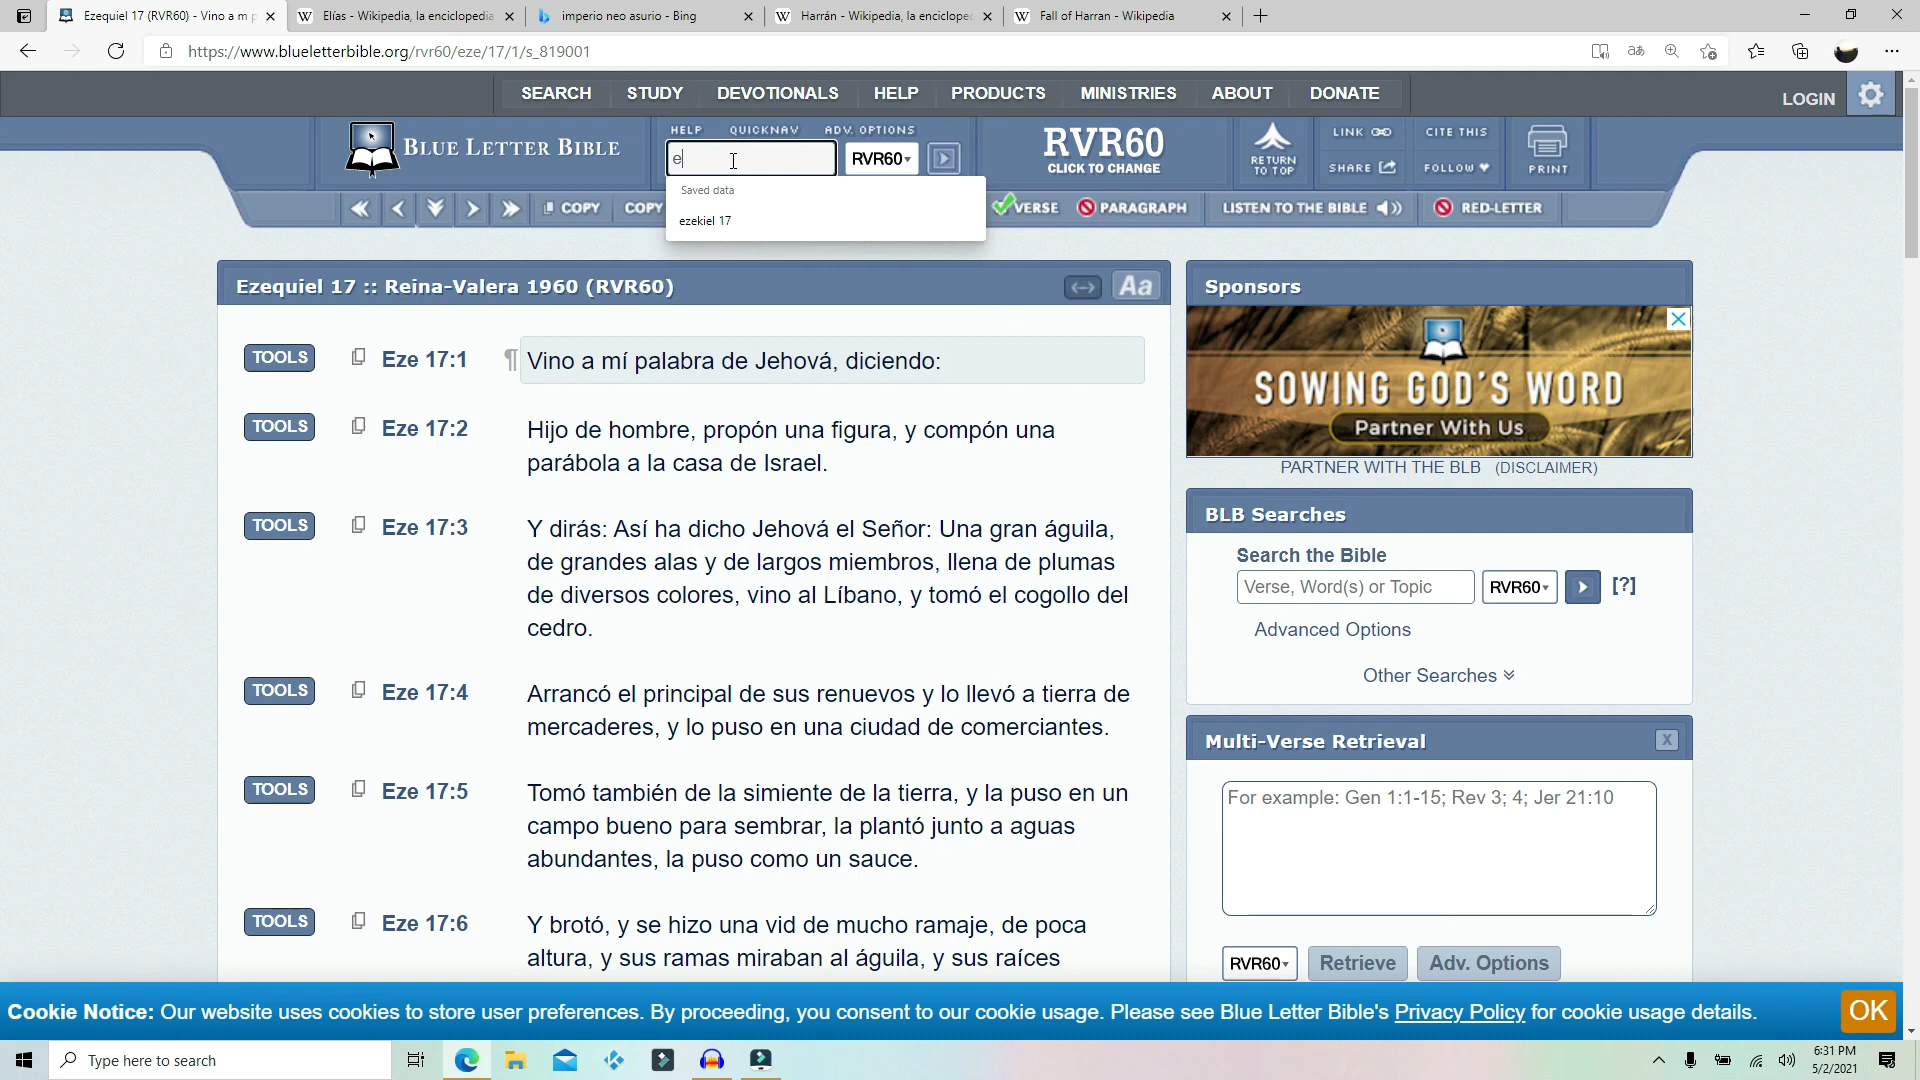 Ezequiel 17 (RVR60) - Vino a m p
Elías - Wikipedia, la enciclopedia
imperio neo asurio - Bing
Harrán - Wikipedia, la encicloped
Fall of Harran - Wikipedia
https://www.blueletterbible.org/rvr60/eze/17/1/s_819001
SEARCH STUDY DEVOTIONALS HELP PRODUCTS MINISTRIES ABOUT DONATE
LOGIN
BLUE LETTER BIBLE
HELP QUICKNAV ADV. OPTIONS
e
RVR60
RVR60
CLICK TO CHANGE
RETURN
TO TOP
LINK
CITE THIS
SHARE
FOLLOW
PRINT
Saved data
ezekiel 17
COPY
COPY
VERSE
PARAGRAPH
LISTEN TO THE BIBLE
RED-LETTER
Ezequiel 17 :: Reina-Valera 1960 (RVR60)
Aa
TOOLS Eze 17:1 ¶ Vino a mí palabra de Jehová, diciendo:
TOOLS Eze 17:2 Hijo de hombre, propón una figura, y compón una
parábola a la casa de Israel.
TOOLS Eze 17:3 Y dirás: Así ha dicho Jehová el Señor: Una gran águila,
de grandes alas y de largos miembros, llena de plumas
de diversos colores, vino al Líbano, y tomó el cogollo del
cedro.
TOOLS Eze 17:4 Arrancó el principal de sus renuevos y lo llevó a tierra de
mercaderes, y lo puso en una ciudad de comerciantes.
TOOLS Eze 17:5 Tomó también de la simiente de la tierra, y la puso en un
campo bueno para sembrar, la plantó junto a aguas
abundantes, la puso como un sauce.
TOOLS Eze 17:6 Y brotó, y se hizo una vid de mucho ramaje, de poca
altura, y sus ramas miraban al águila, y sus raíces
Sponsors
SOWING GOD'S WORD
Partner With Us
PARTNER WITH THE BLB (DISCLAIMER)
BLB Searches
Search the Bible
Verse, Word(s) or Topic
RVR60
[?]
Advanced Options
Other Searches
Multi-Verse Retrieval
X
For example: Gen 1:1-15; Rev 3; 4; Jer 21:10
RVR60
Retrieve
Adv. Options
Cookie Notice: Our website uses cookies to store user preferences. By proceeding, you consent to our cookie usage. Please see Blue Letter Bible's Privacy Policy for cookie usage details.
OK
Type here to search
6:31 PM
5/2/2021